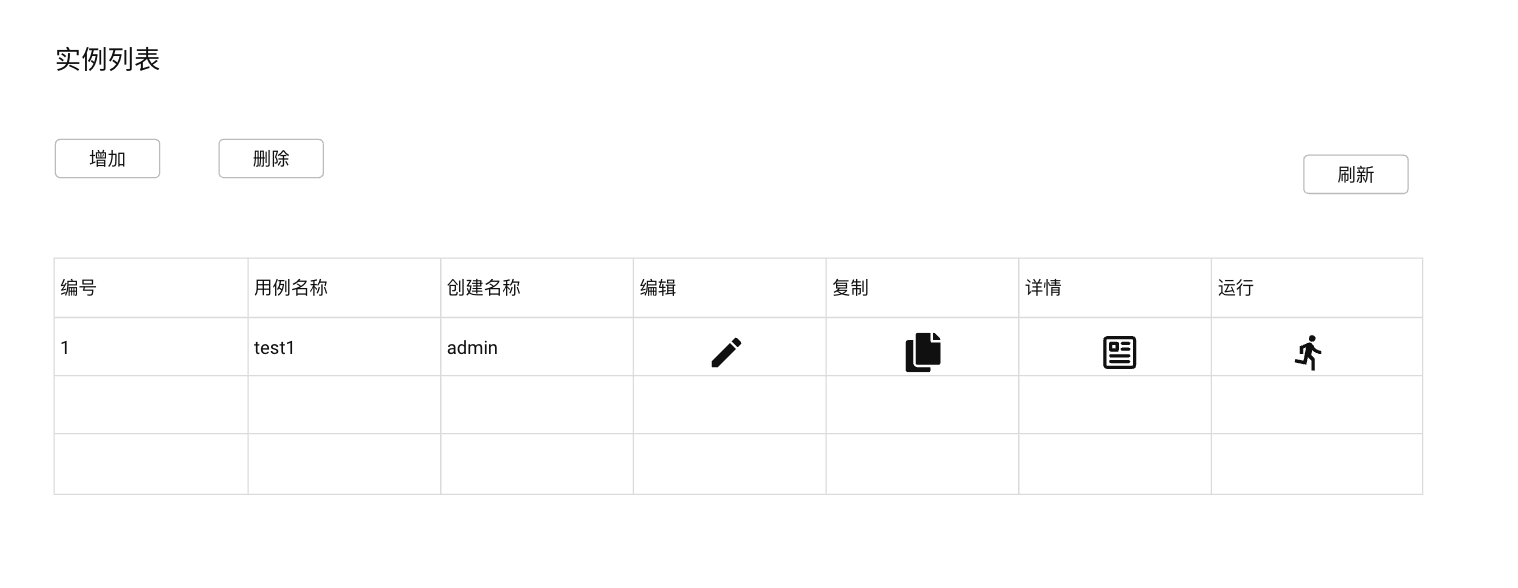 实例列表
增加 删除
刷新
编号 用例名称 创建名称 编辑 复制 详情 运行
1 test1 admin